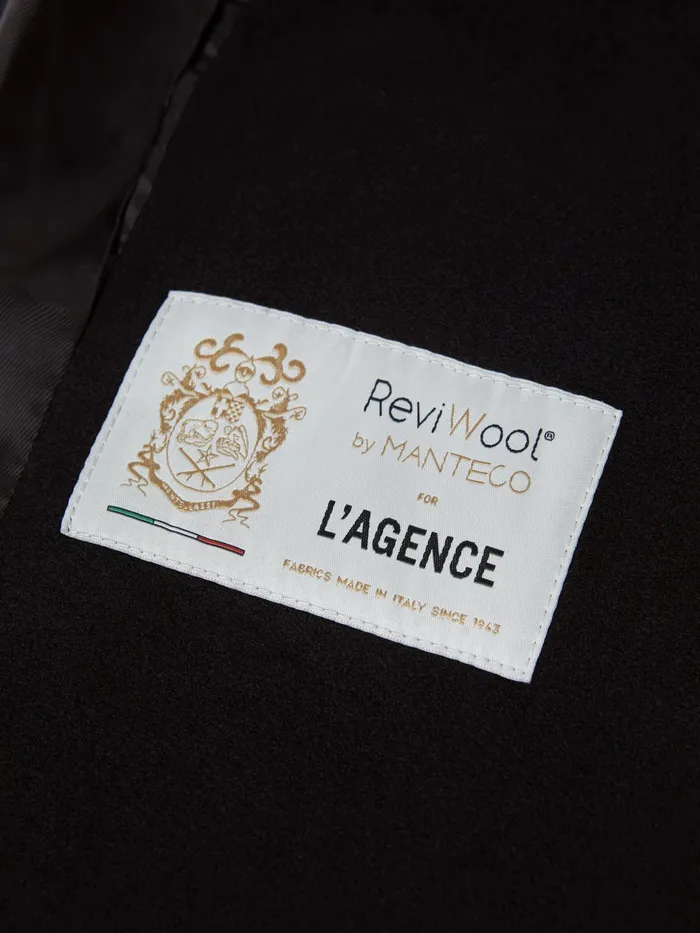 ReviWool®
by MANTECO
FOR
L'AGENCE
FABRICS MADE IN ITALY SINCE 1943